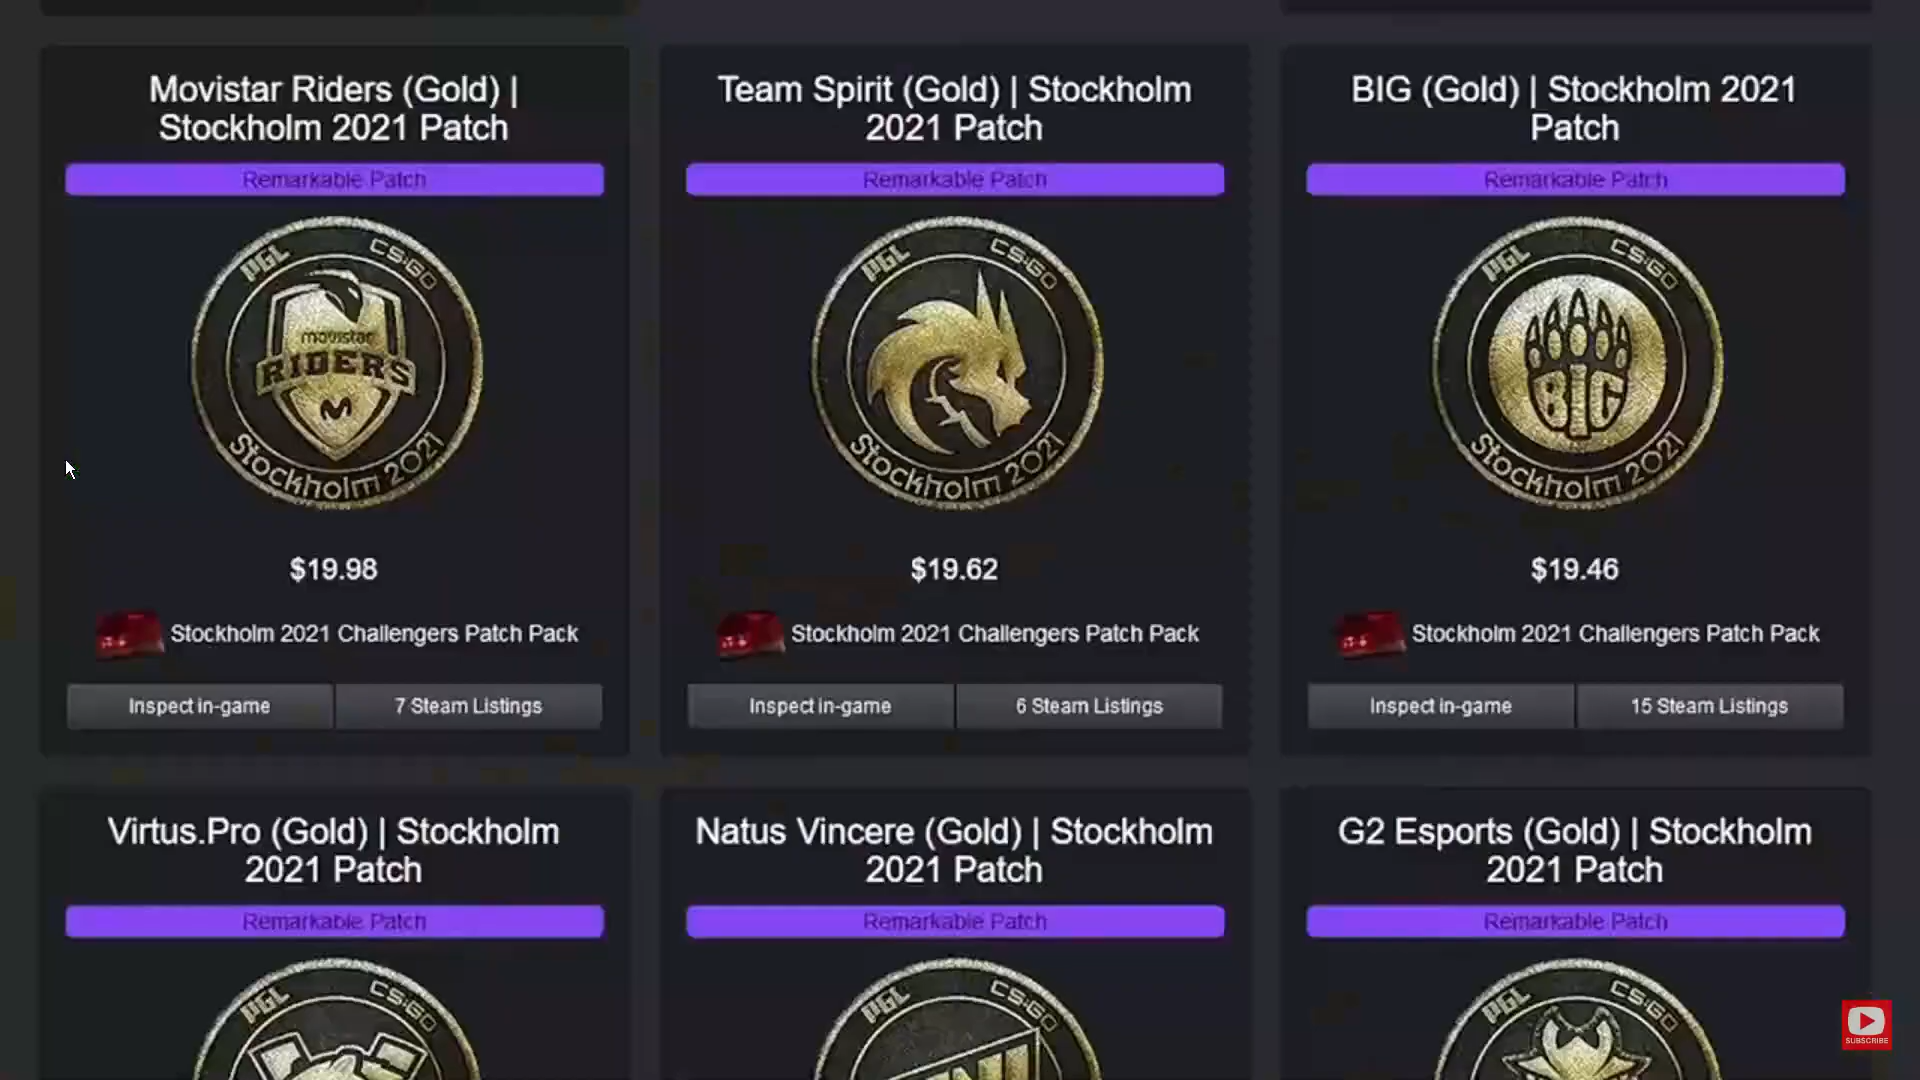 Movistar Riders (Gold) |
Stockholm 2021 Patch
Remarkable Patch
PGL
CS:GO
movistar
RIDERS
Stockholm 2021
$19.98
Stockholm 2021 Challengers Patch Pack
Inspect in-game
7 Steam Listings
Team Spirit (Gold) | Stockholm
2021 Patch
Remarkable Patch
PGL
CS:GO
Stockholm 2021
$19.62
Stockholm 2021 Challengers Patch Pack
Inspect in-game
6 Steam Listings
BIG (Gold) | Stockholm 2021
Patch
Remarkable Patch
PGL
CS:GO
BIG
Stockholm 2021
$19.46
Stockholm 2021 Challengers Patch Pack
Inspect in-game
15 Steam Listings
Virtus.Pro (Gold) | Stockholm
2021 Patch
Remarkable Patch
PGL
CS:GO
Natus Vincere (Gold) | Stockholm
2021 Patch
Remarkable Patch
PGL
CS:GO
G2 Esports (Gold) | Stockholm
2021 Patch
Remarkable Patch
PGL
CS:GO
SUBSCRIBE